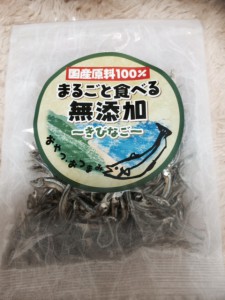 国産原料100%
まるごと食べる
無添加
ーきびなごー
おやつ、おつまみに